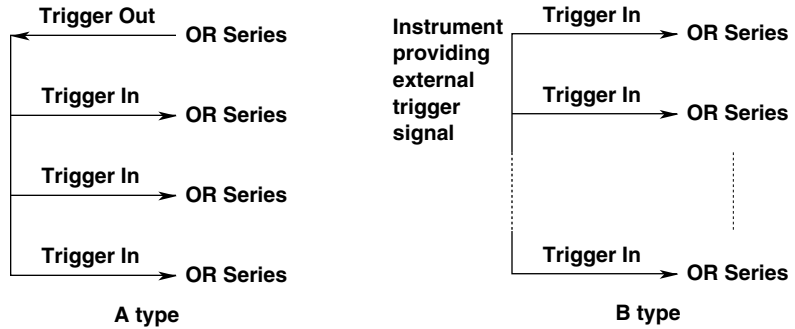 Trigger Out
OR Series
Trigger In
OR Series
Trigger In
OR Series
Trigger In
OR Series
A type
Instrument
providing
external
trigger
signal
Trigger In
OR Series
Trigger In
OR Series
Trigger In
OR Series
B type